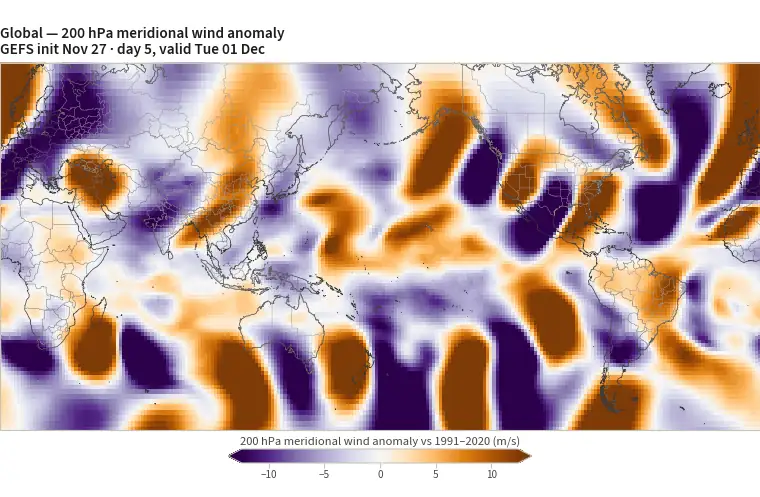 Global — 200 hPa meridional wind anomaly
GEFS init Nov 27 · day 5, valid Tue 01 Dec
200 hPa meridional wind anomaly vs 1991–2020 (m/s)
−10 −5 0 5 10